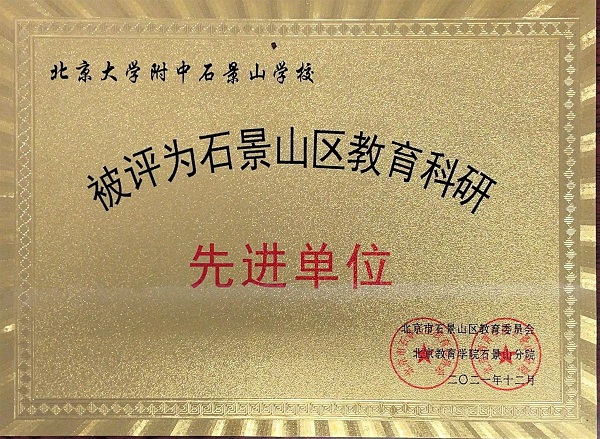 北京大学附中石景山学校
被评为石景山区教育科研
先进单位
北京市石景山区教育委员会
北京教育学院石景山分院
二〇二一年十二月